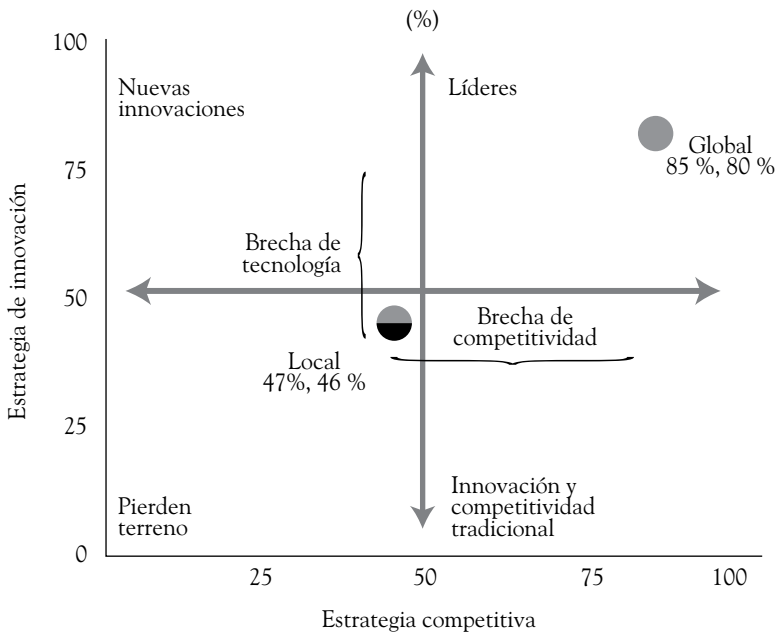 (%)
100
Nuevas
innovaciones
Líderes
Global
85 %, 80 %
75
Estrategia de innovación
Brecha de
tecnología
50
Brecha de
competitividad
Local
47%, 46 %
25
Pierden
terreno
Innovación y
competitividad
tradicional
0
25
50
75
100
Estrategia competitiva